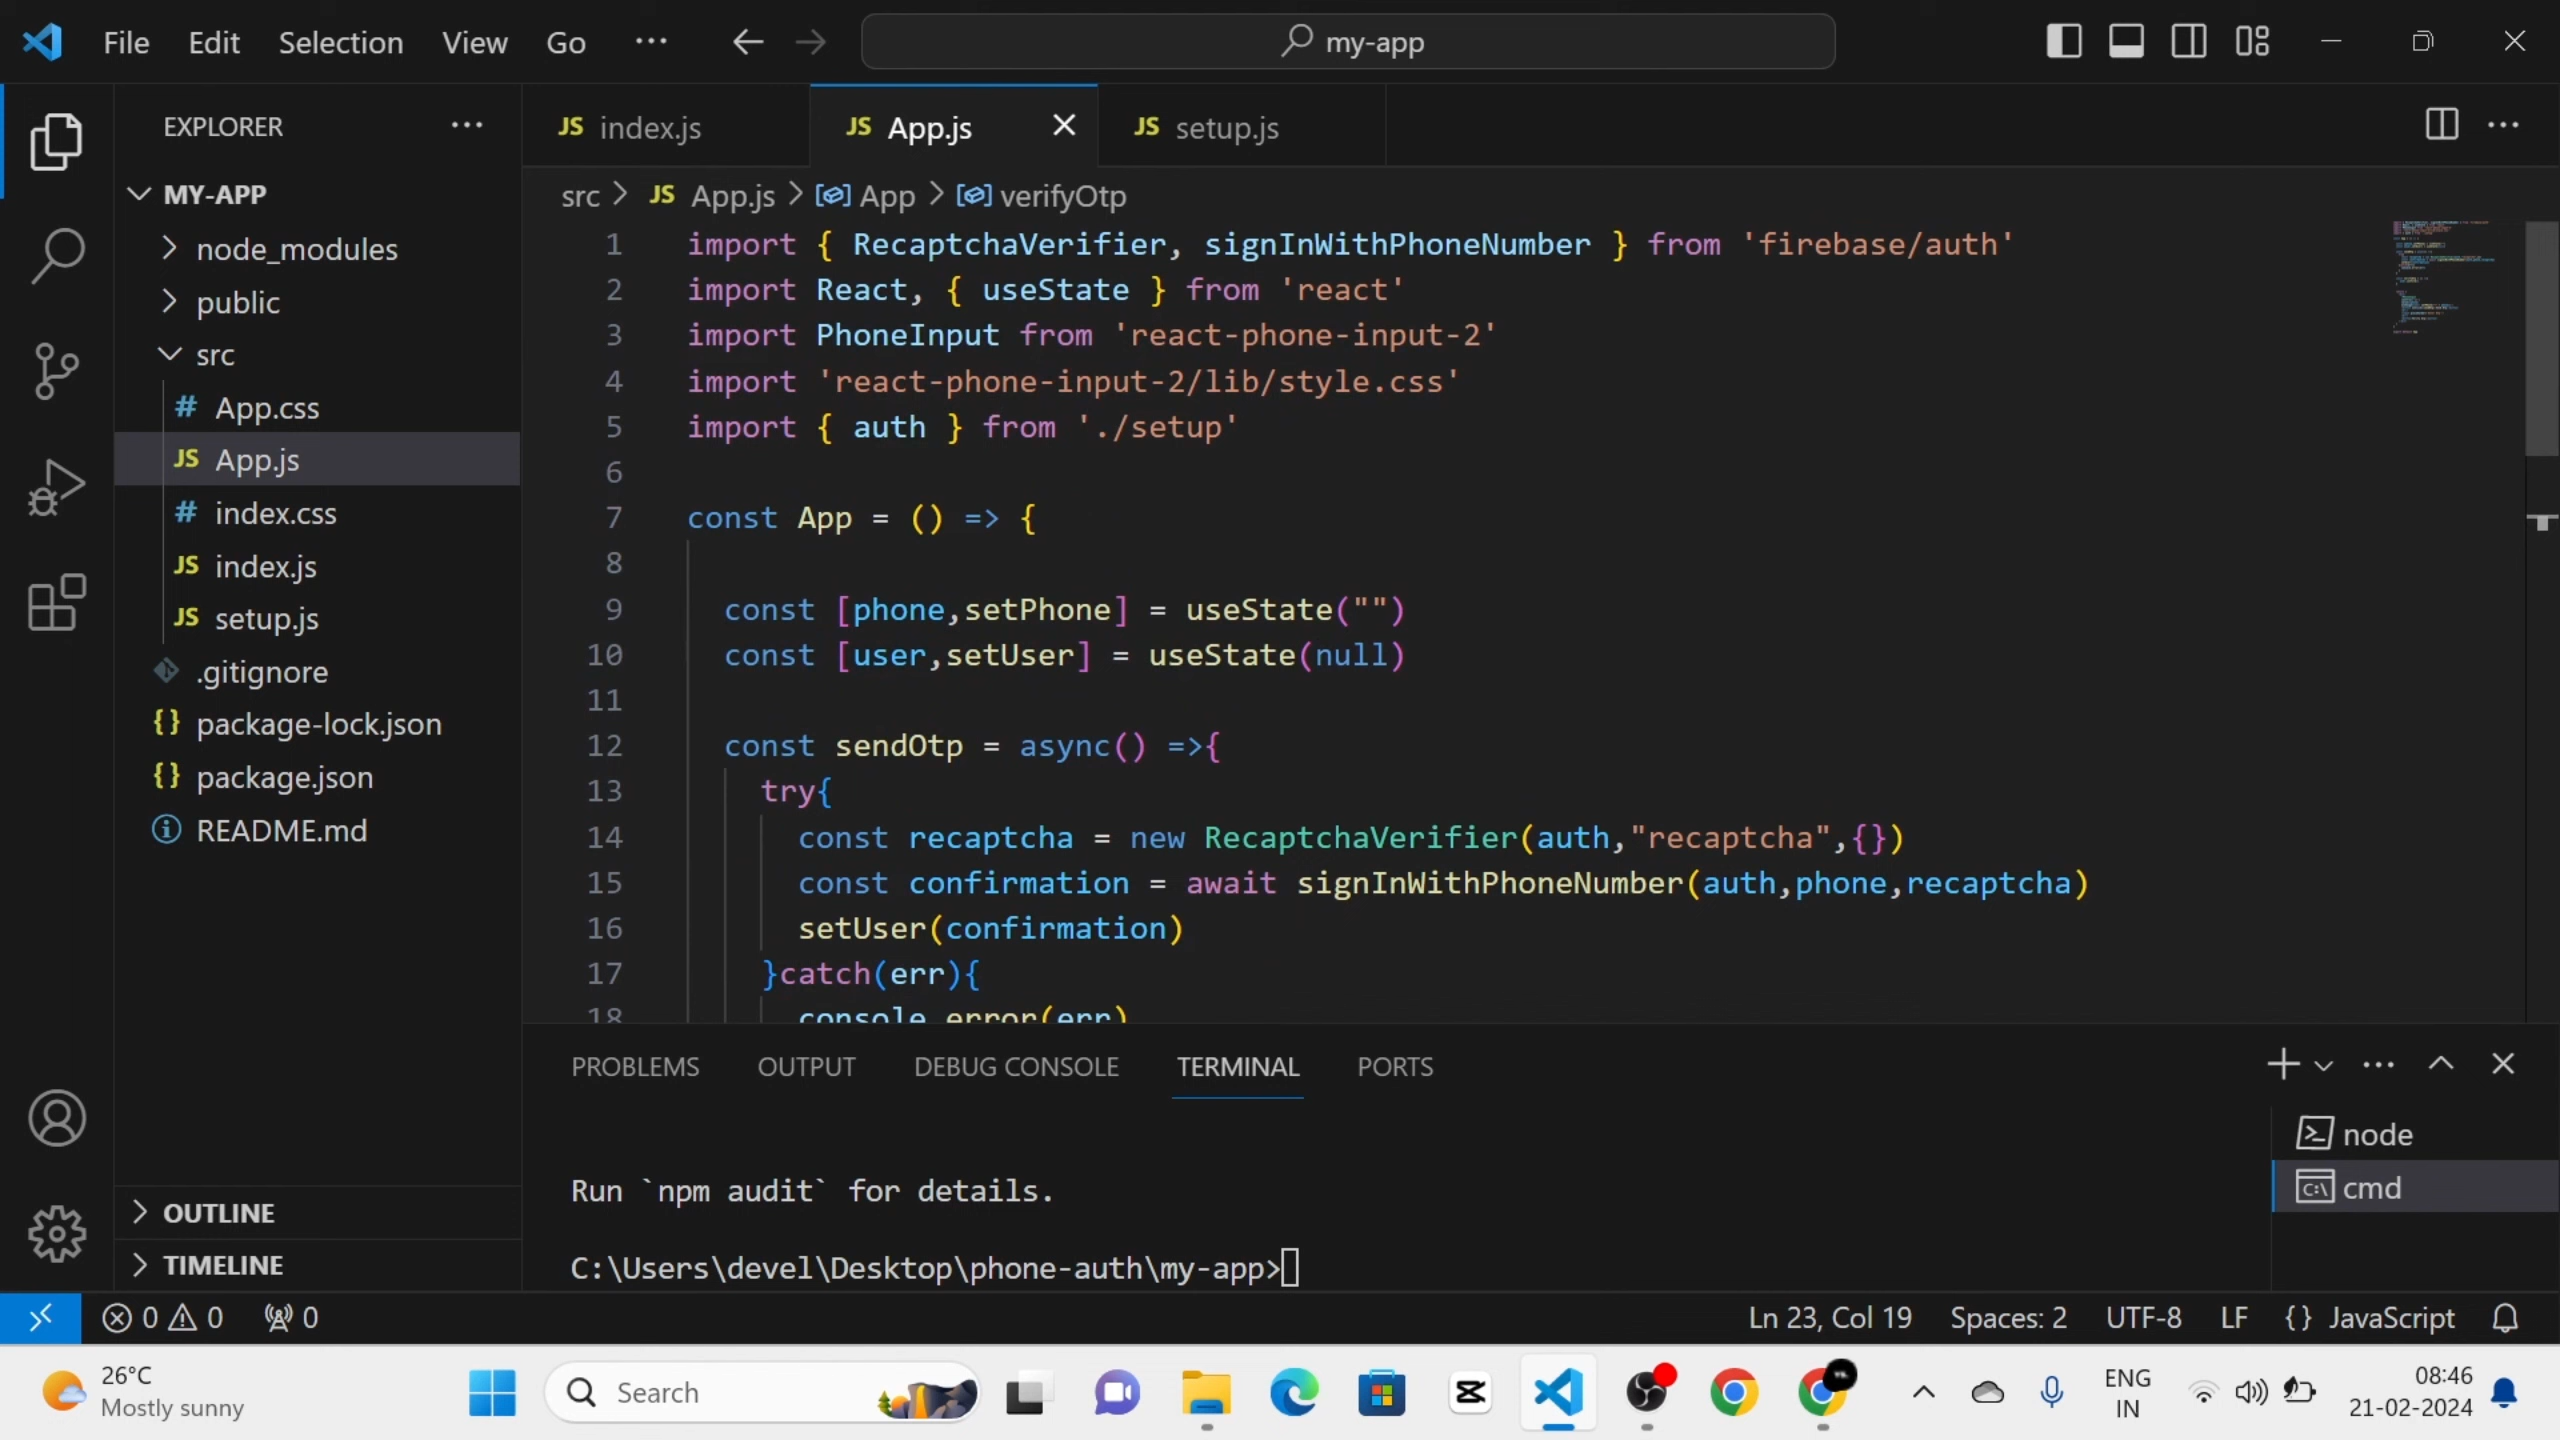 File Edit Selection View Go ··· my-app
EXPLORER ···
JS index.js JS App.js JS setup.js
MY-APP
node_modules
public
src
# App.css
JS App.js
# index.css
JS index.js
JS setup.js
.gitignore
{} package-lock.json
{} package.json
README.md
OUTLINE
TIMELINE
src > JS App.js > App > verifyOtp
1 import { RecaptchaVerifier, signInWithPhoneNumber } from 'firebase/auth'
2 import React, { useState } from 'react'
3 import PhoneInput from 'react-phone-input-2'
4 import 'react-phone-input-2/lib/style.css'
5 import { auth } from './setup'
6
7 const App = () => {
8
9 const [phone,setPhone] = useState("")
10 const [user,setUser] = useState(null)
11
12 const sendOtp = async() =>{
13 try{
14 const recaptcha = new RecaptchaVerifier(auth,"recaptcha",{})
15 const confirmation = await signInWithPhoneNumber(auth,phone,recaptcha)
16 setUser(confirmation)
17 }catch(err){
18 console.error(err)
PROBLEMS OUTPUT DEBUG CONSOLE TERMINAL PORTS
Run `npm audit` for details.
C:\Users\devel\Desktop\phone-auth\my-app>
node
cmd
0 0 0 Ln 23, Col 19 Spaces: 2 UTF-8 LF {} JavaScript
26°C
Mostly sunny
Search
ENG
IN
08:46
21-02-2024